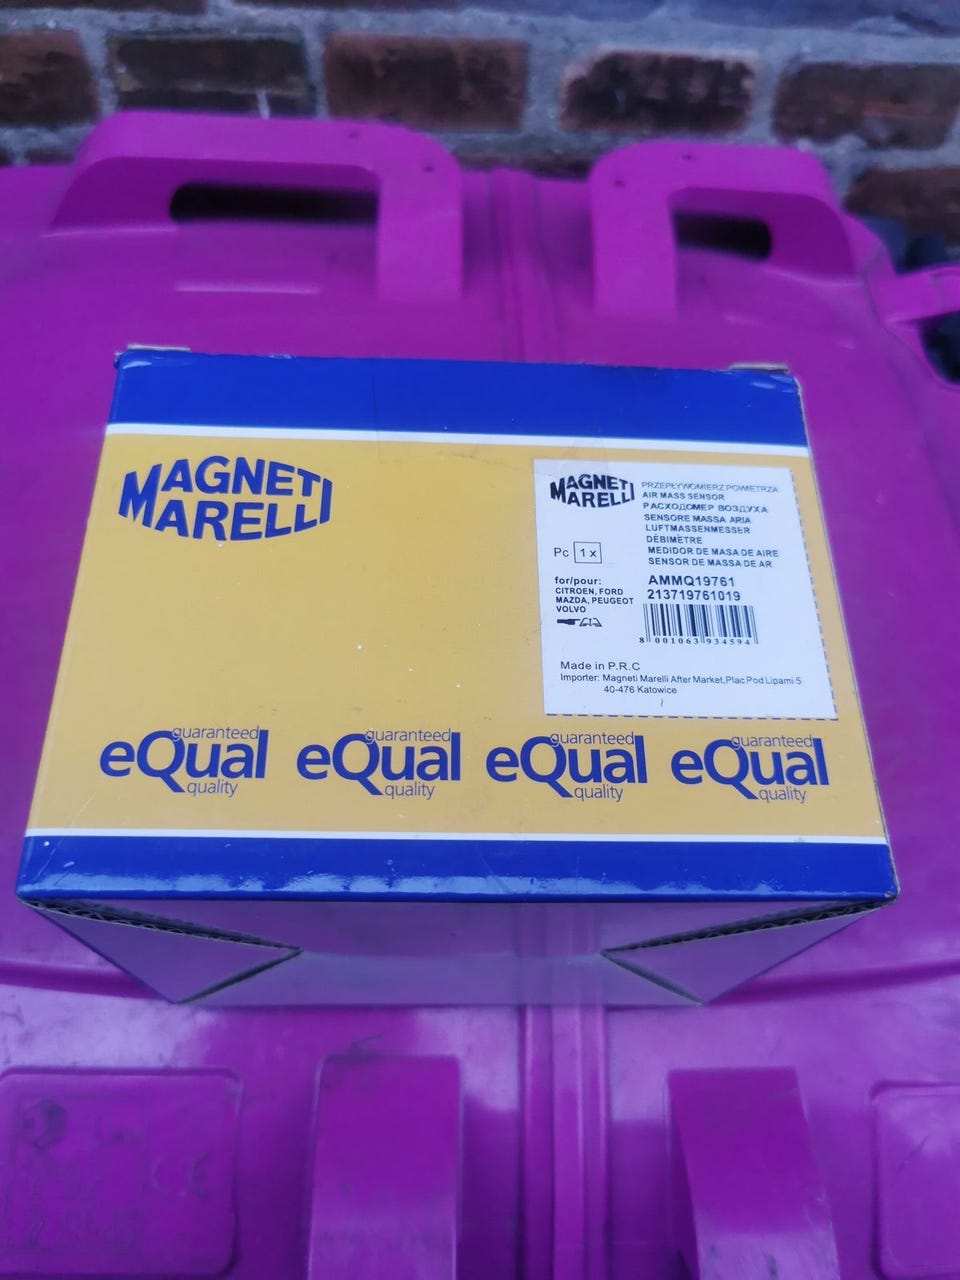 MAGNETI
MARELLI
MAGNETI
MARELLI
PRZEPŁYWOMIERZ POWIETRZA
AIR MASS SENSOR
РАСХОДОМЕР ВОЗДУХА
SENSORE MASSA ARIA
LUFTMASSENMESSER
DÉBIMÈTRE
MEDIDOR DE MASA DE AIRE
SENSOR DE MASSA DE AR
Pc 1 x
for/pour:
CITROEN, FORD
MAZDA, PEUGEOT
VOLVO
AMMQ19761
213719761019
8 001063 934594
Made in P.R.C
Importer: Magneti Marelli After Market,Plac Pod Lipami 5
40-476 Katowice
guaranteed
eQual
quality
guaranteed
eQual
quality
guaranteed
eQual
quality
guaranteed
eQual
quality
CE